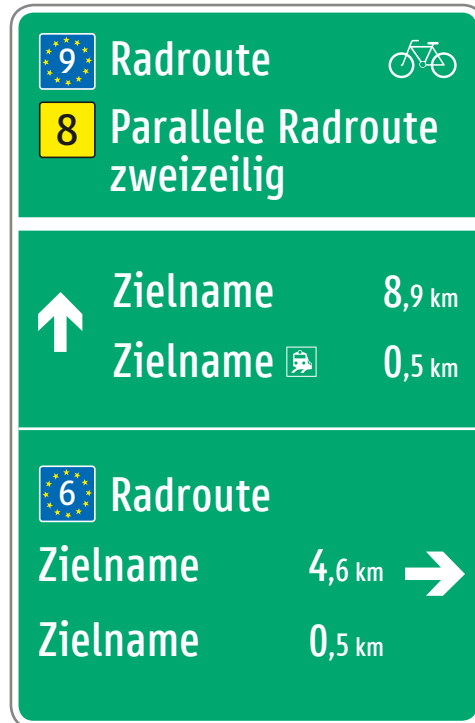 9 Radroute
8 Parallele Radroute
zweizeilig
Zielname 8,9 km
Zielname 0,5 km
6 Radroute
Zielname 4,6 km
Zielname 0,5 km